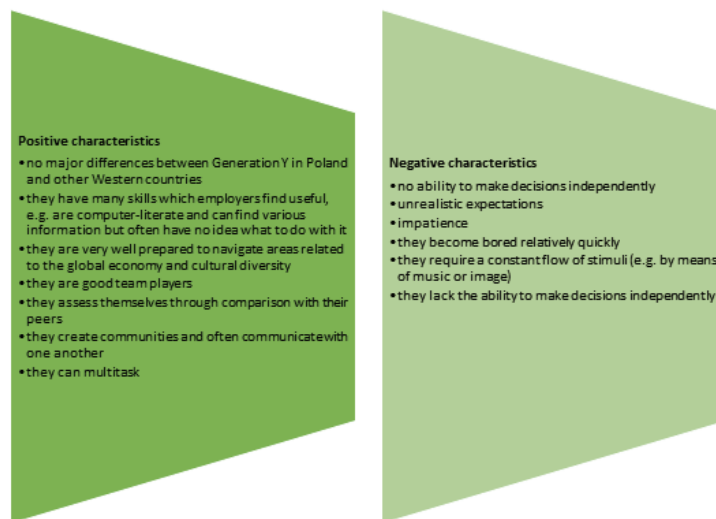 Positive characteristics
•no major differences between Generation Y in Poland
and other Western countries
•they have many skills which employers find useful,
e.g. are computer-literate and can find various
information but often have no idea what to do with it
•they are very well prepared to navigate areas related
to the global economy and cultural diversity
•they are good team players
•they assess themselves through comparison with their
peers
•they create communities and often communicate with
one another
•they can multitask
Negative characteristics
•no ability to make decisions independently
•unrealistic expectations
•impatience
•they become bored relatively quickly
•they require a constant flow of stimuli (e.g. by means
of music or image)
•they lack the ability to make decisions independently